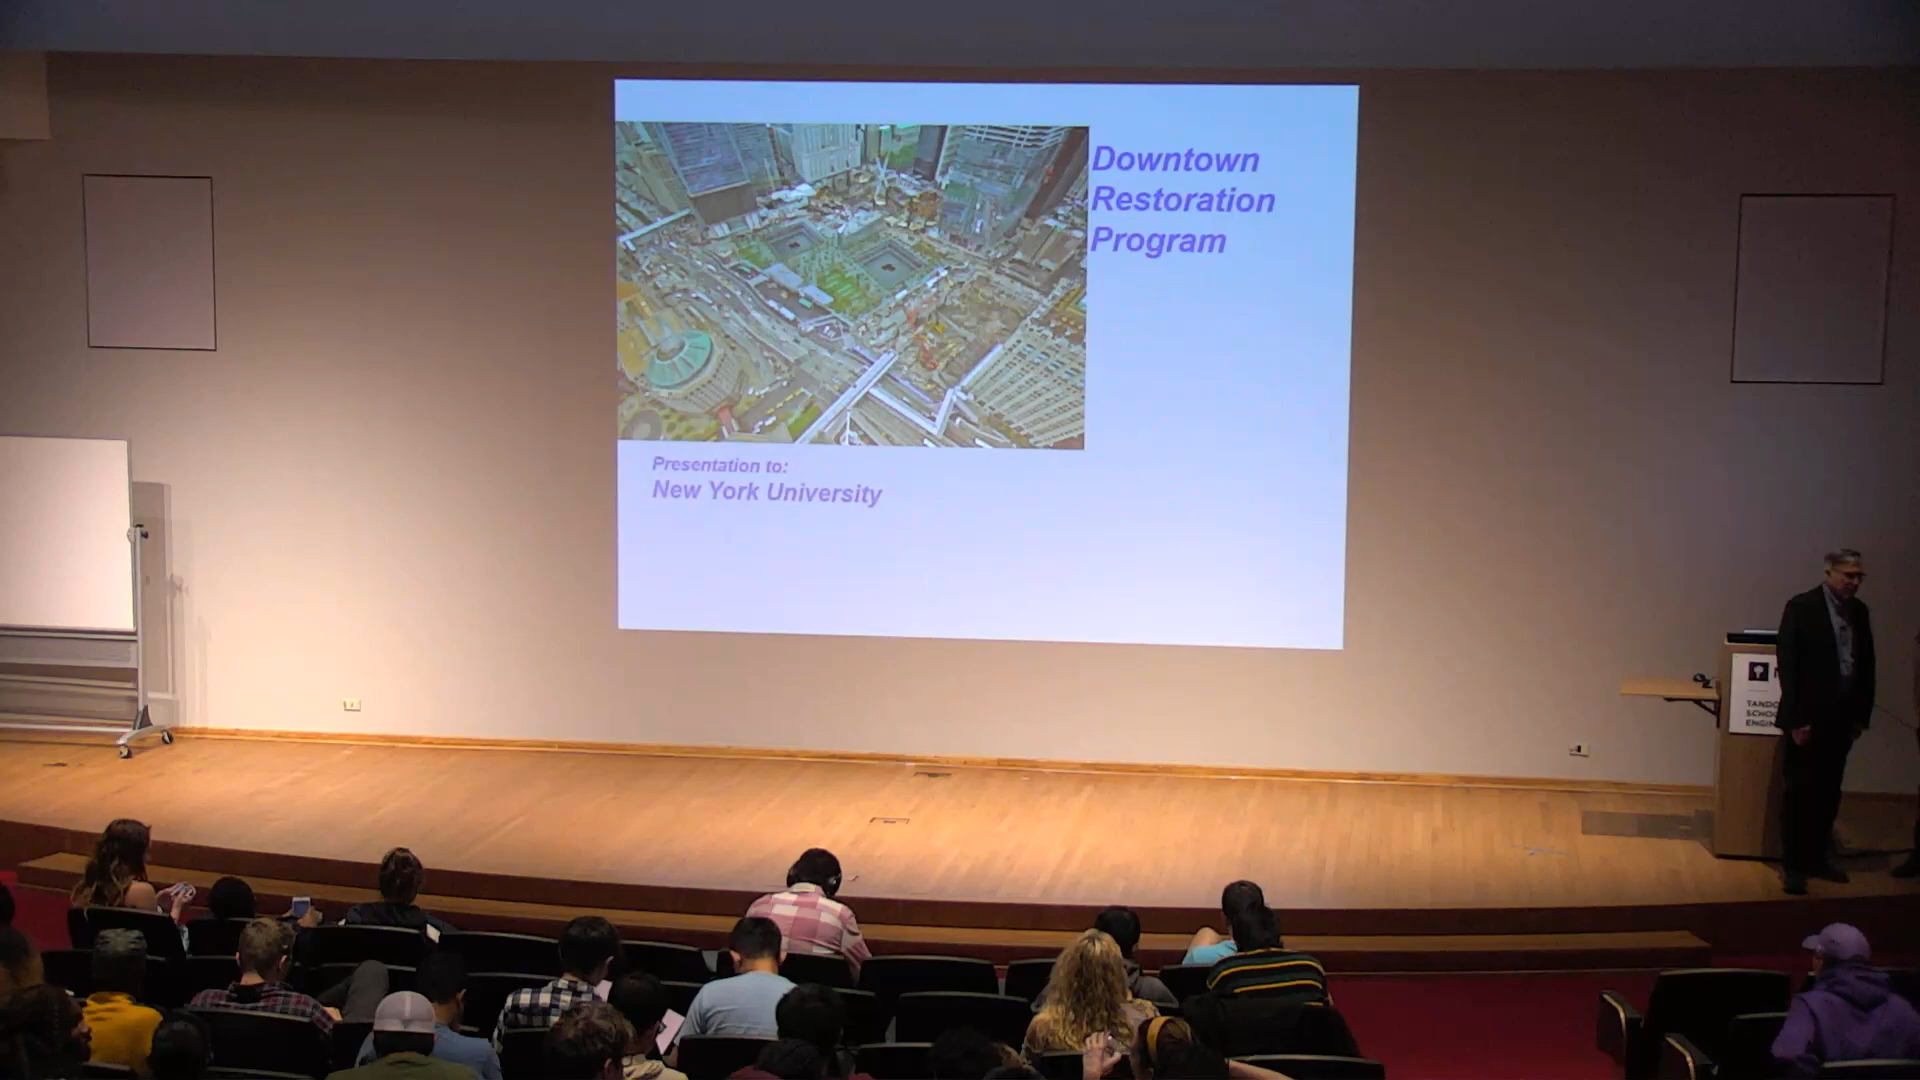 Downtown
Restoration
Program
Presentation to:
New York University